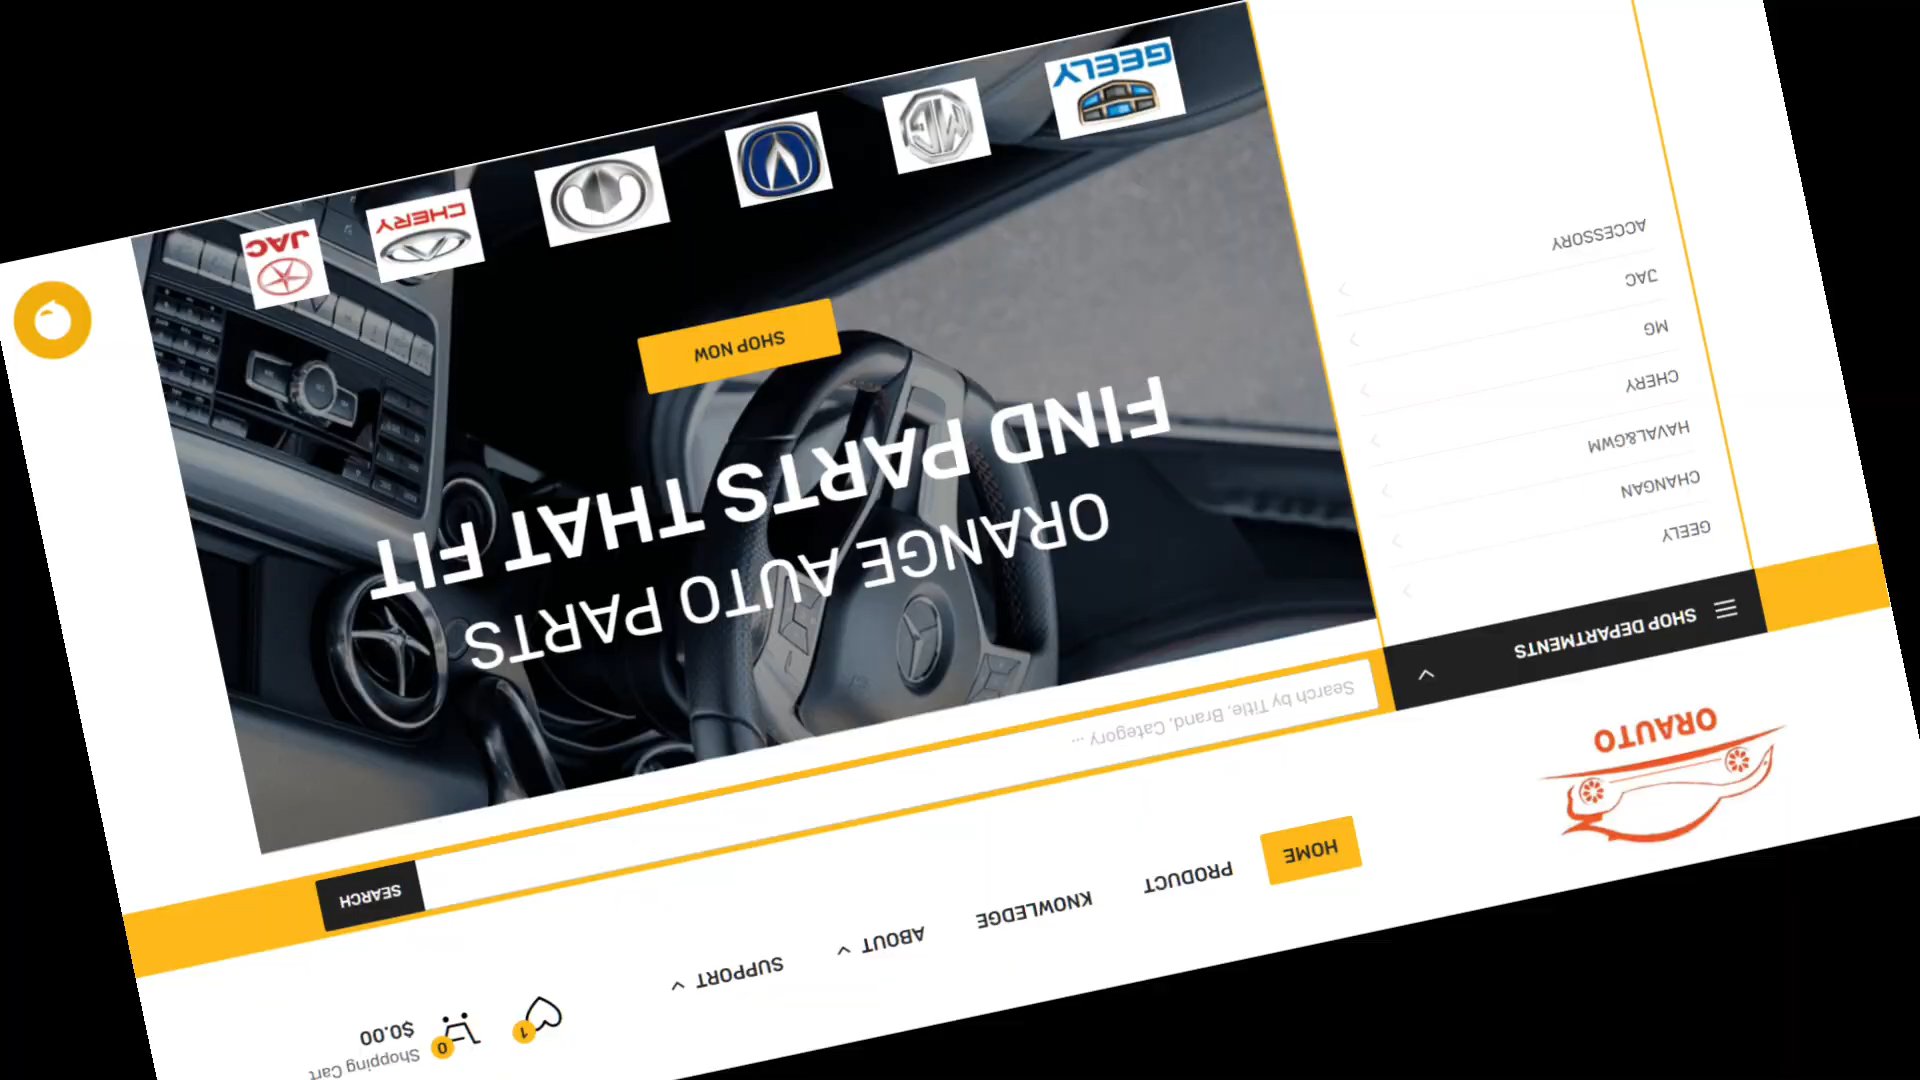 ORAUTO
HOME
PRODUCT
KNOWLEDGE
ABOUT
SUPPORT
1
0
Shopping Cart
$0.00
SHOP DEPARTMENTS
Search by Title, Brand, Category ...
SEARCH
GEELY
CHANGAN
HAVAL&GWM
CHERY
MG
JAC
ACCESSORY
ORANGE AUTO PARTS
FIND PARTS THAT FIT
SHOP NOW
GEELY
MG
CHERY
JAC